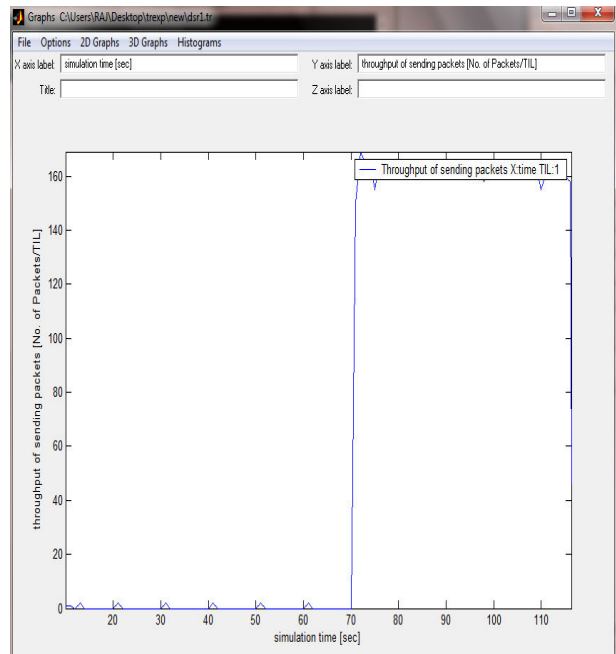 Graphs C:\Users\RAJ\Desktop\trexp\new\dsr1.tr
File Options 2D Graphs 3D Graphs Histograms
X axis label: simulation time [sec] Y axis label: throughput of sending packets [No. of Packets/TIL]
Title: Z axis label:
Throughput of sending packets X:time TIL:1
throughput of sending packets [No. of Packets/TIL]
160
140
120
100
80
60
40
20
0
20 30 40 50 60 70 80 90 100 110
simulation time [sec]